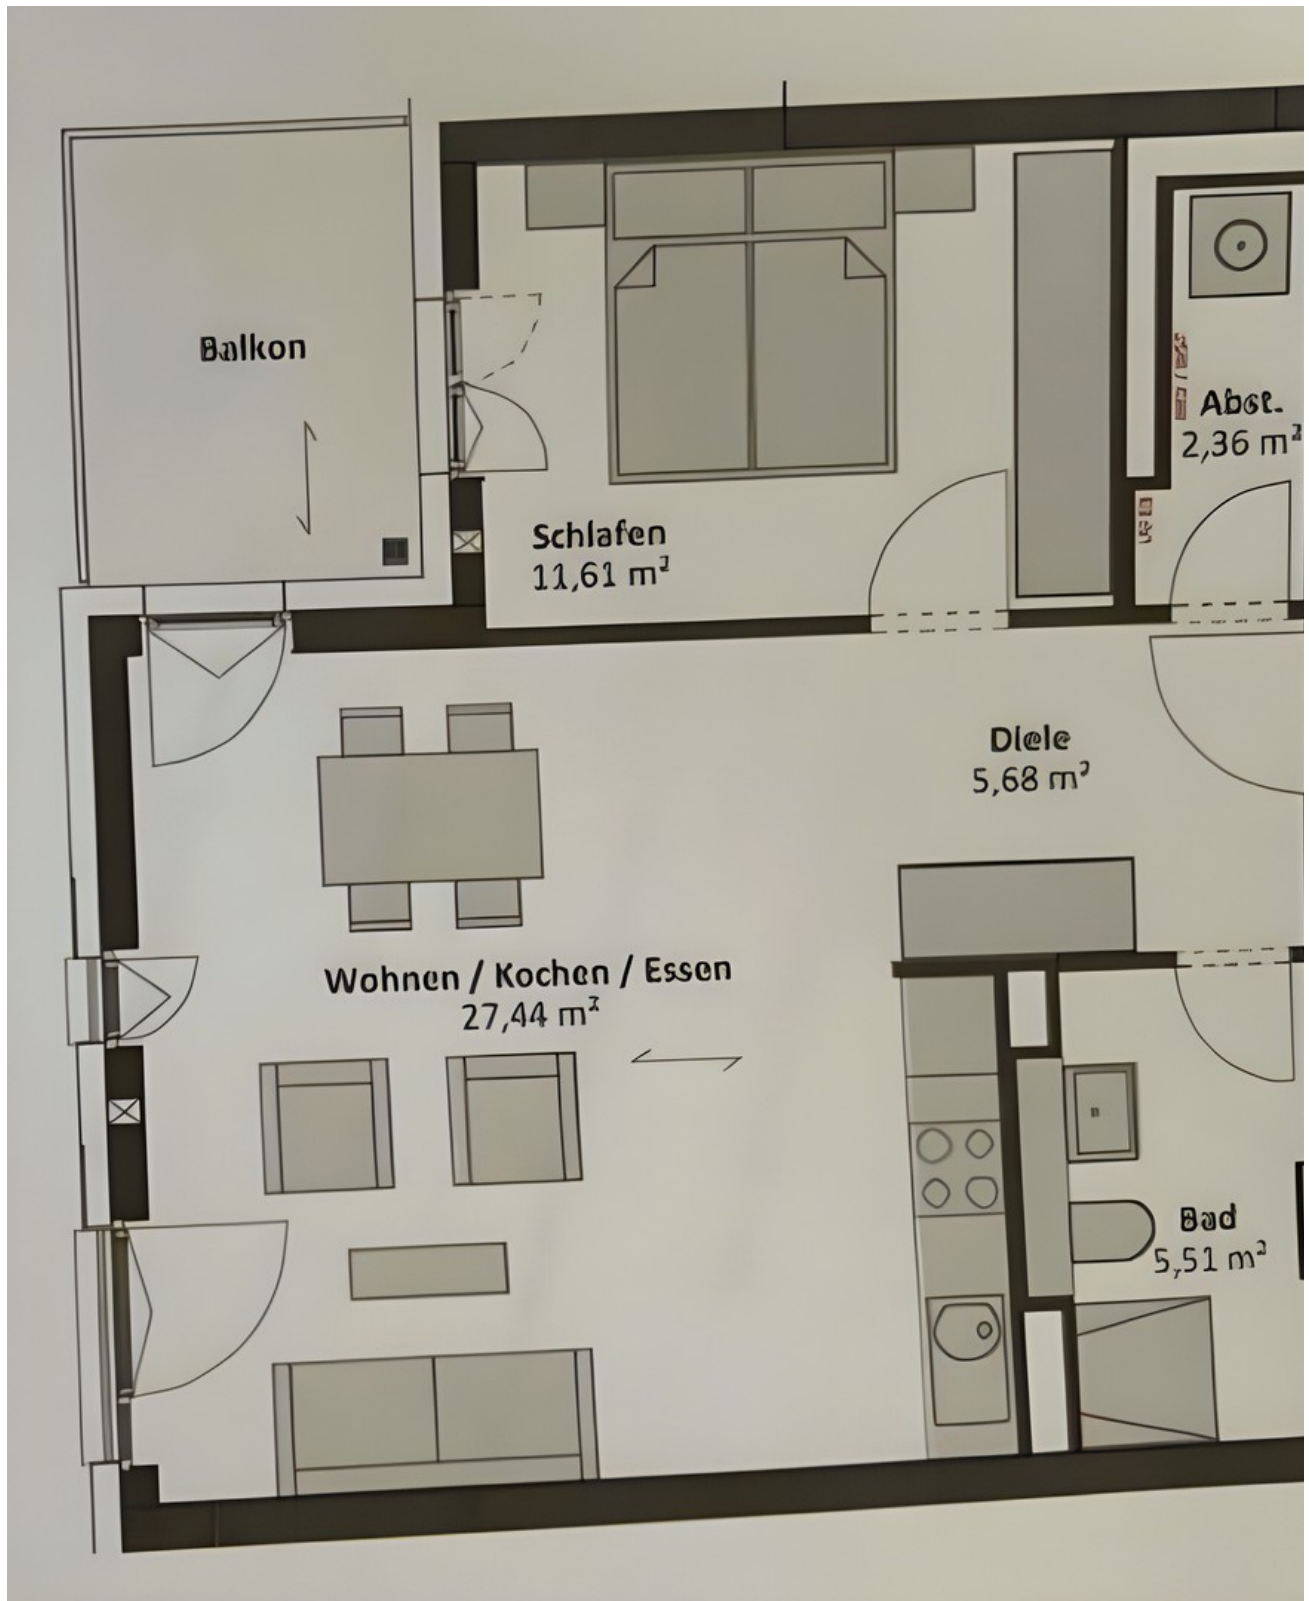 Balkon
Abst.
2,36 m²
Schlafen
11,61 m²
Diele
5,68 m²
Wohnen / Kochen / Essen
27,44 m²
Bad
5,51 m²